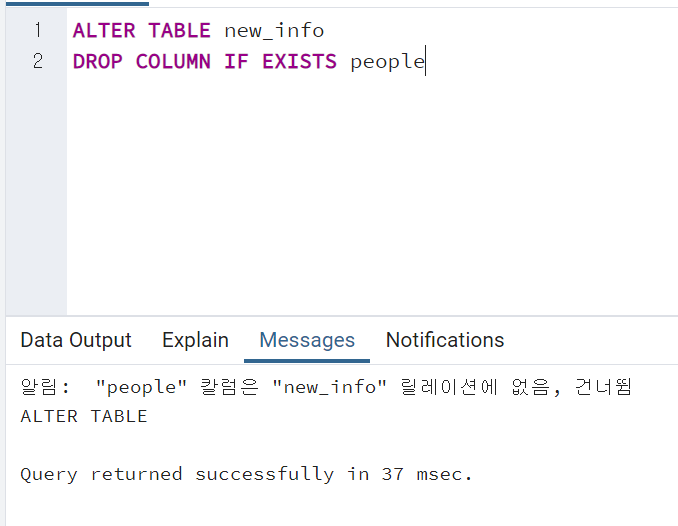 1 ALTER TABLE new_info
2 DROP COLUMN IF EXISTS people
Data Output Explain Messages Notifications
알림:  "people" 칼럼은 "new_info" 릴레이션에 없음, 건너뜀
ALTER TABLE
Query returned successfully in 37 msec.